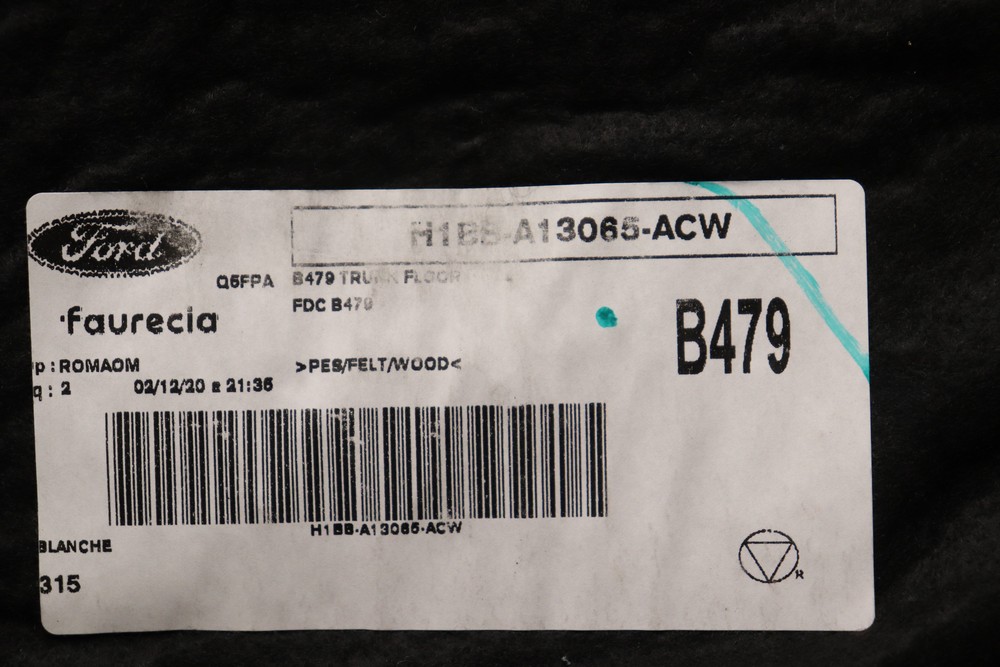 H1BB-A13065-ACW
Ford
Q5FPA B479 TRUNK FLOOR
FDC B479
faurecia
B479
p : ROMAOM >PES/FELT/WOOD<
q : 2 02/12/20 21:35
H1BB-A13065-ACW
BLANCHE
315
R